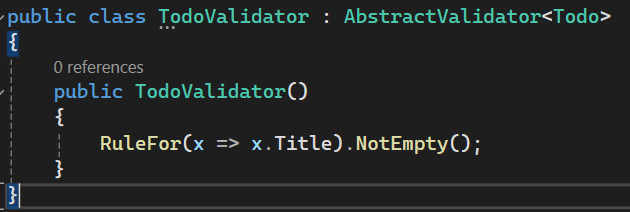 public class TodoValidator : AbstractValidator<Todo>
{
0 references
public TodoValidator()
{
RuleFor(x => x.Title).NotEmpty();
}
}